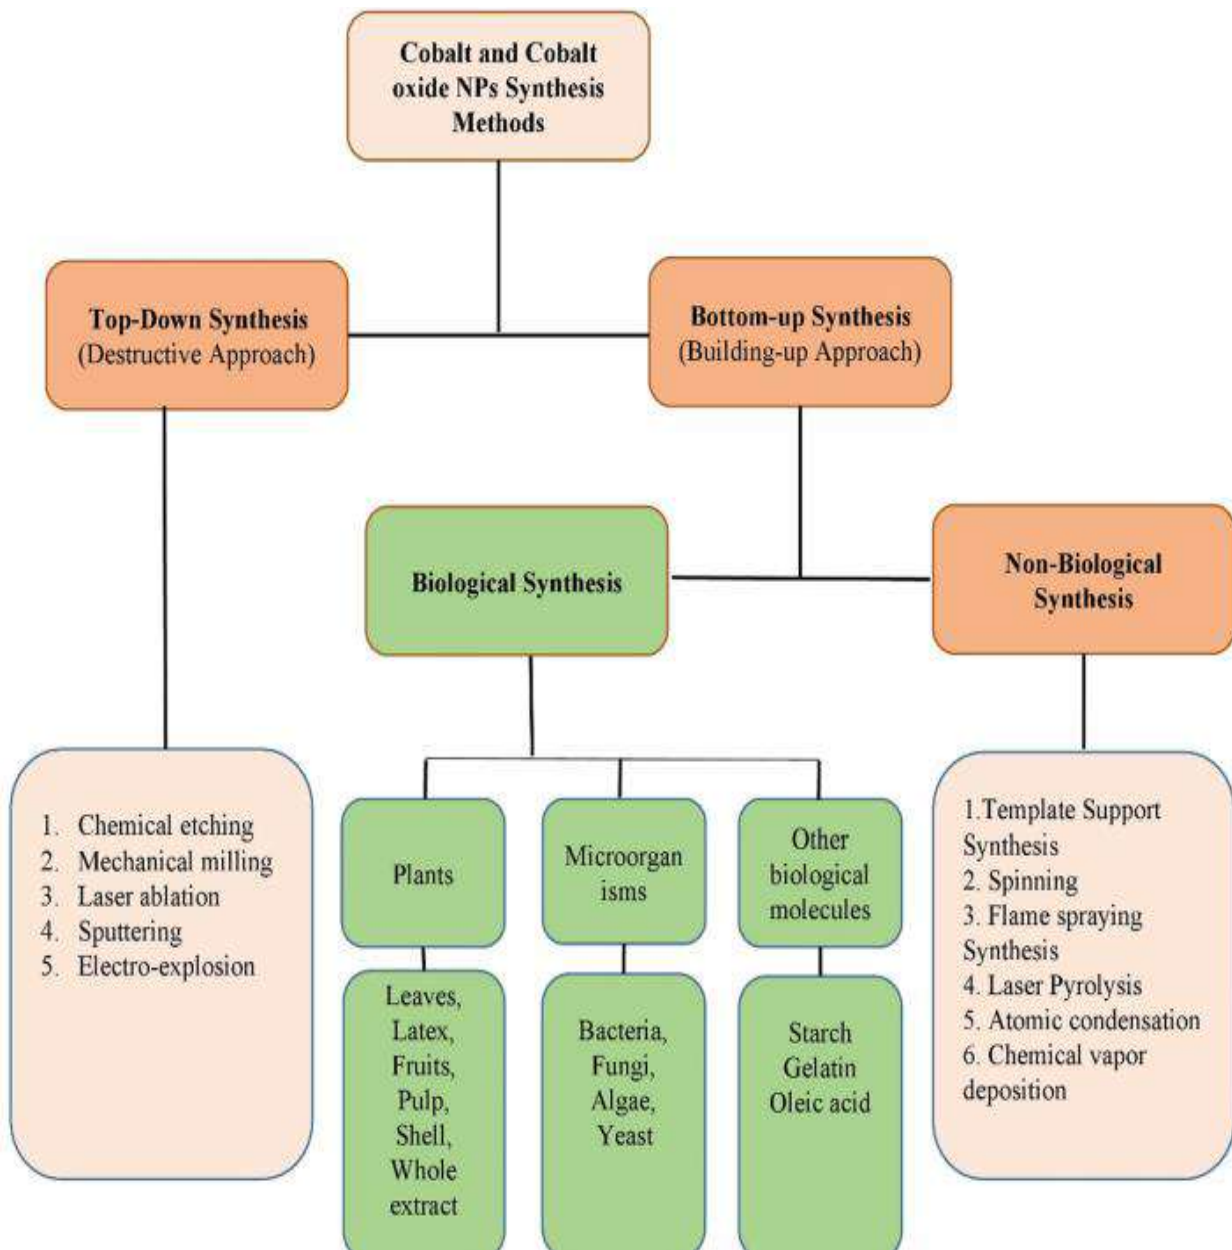 Cobalt and Cobalt
oxide NPs Synthesis
Methods
Top-Down Synthesis
(Destructive Approach)
Bottom-up Synthesis
(Building-up Approach)
Biological Synthesis
Non-Biological
Synthesis
1. Chemical etching
2. Mechanical milling
3. Laser ablation
4. Sputtering
5. Electro-explosion
Plants
Microorgan
isms
Other
biological
molecules
Leaves,
Latex,
Fruits,
Pulp,
Shell,
Whole
extract
Bacteria,
Fungi,
Algae,
Yeast
Starch
Gelatin
Oleic acid
1.Template Support
Synthesis
2. Spinning
3. Flame spraying
Synthesis
4. Laser Pyrolysis
5. Atomic condensation
6. Chemical vapor
deposition